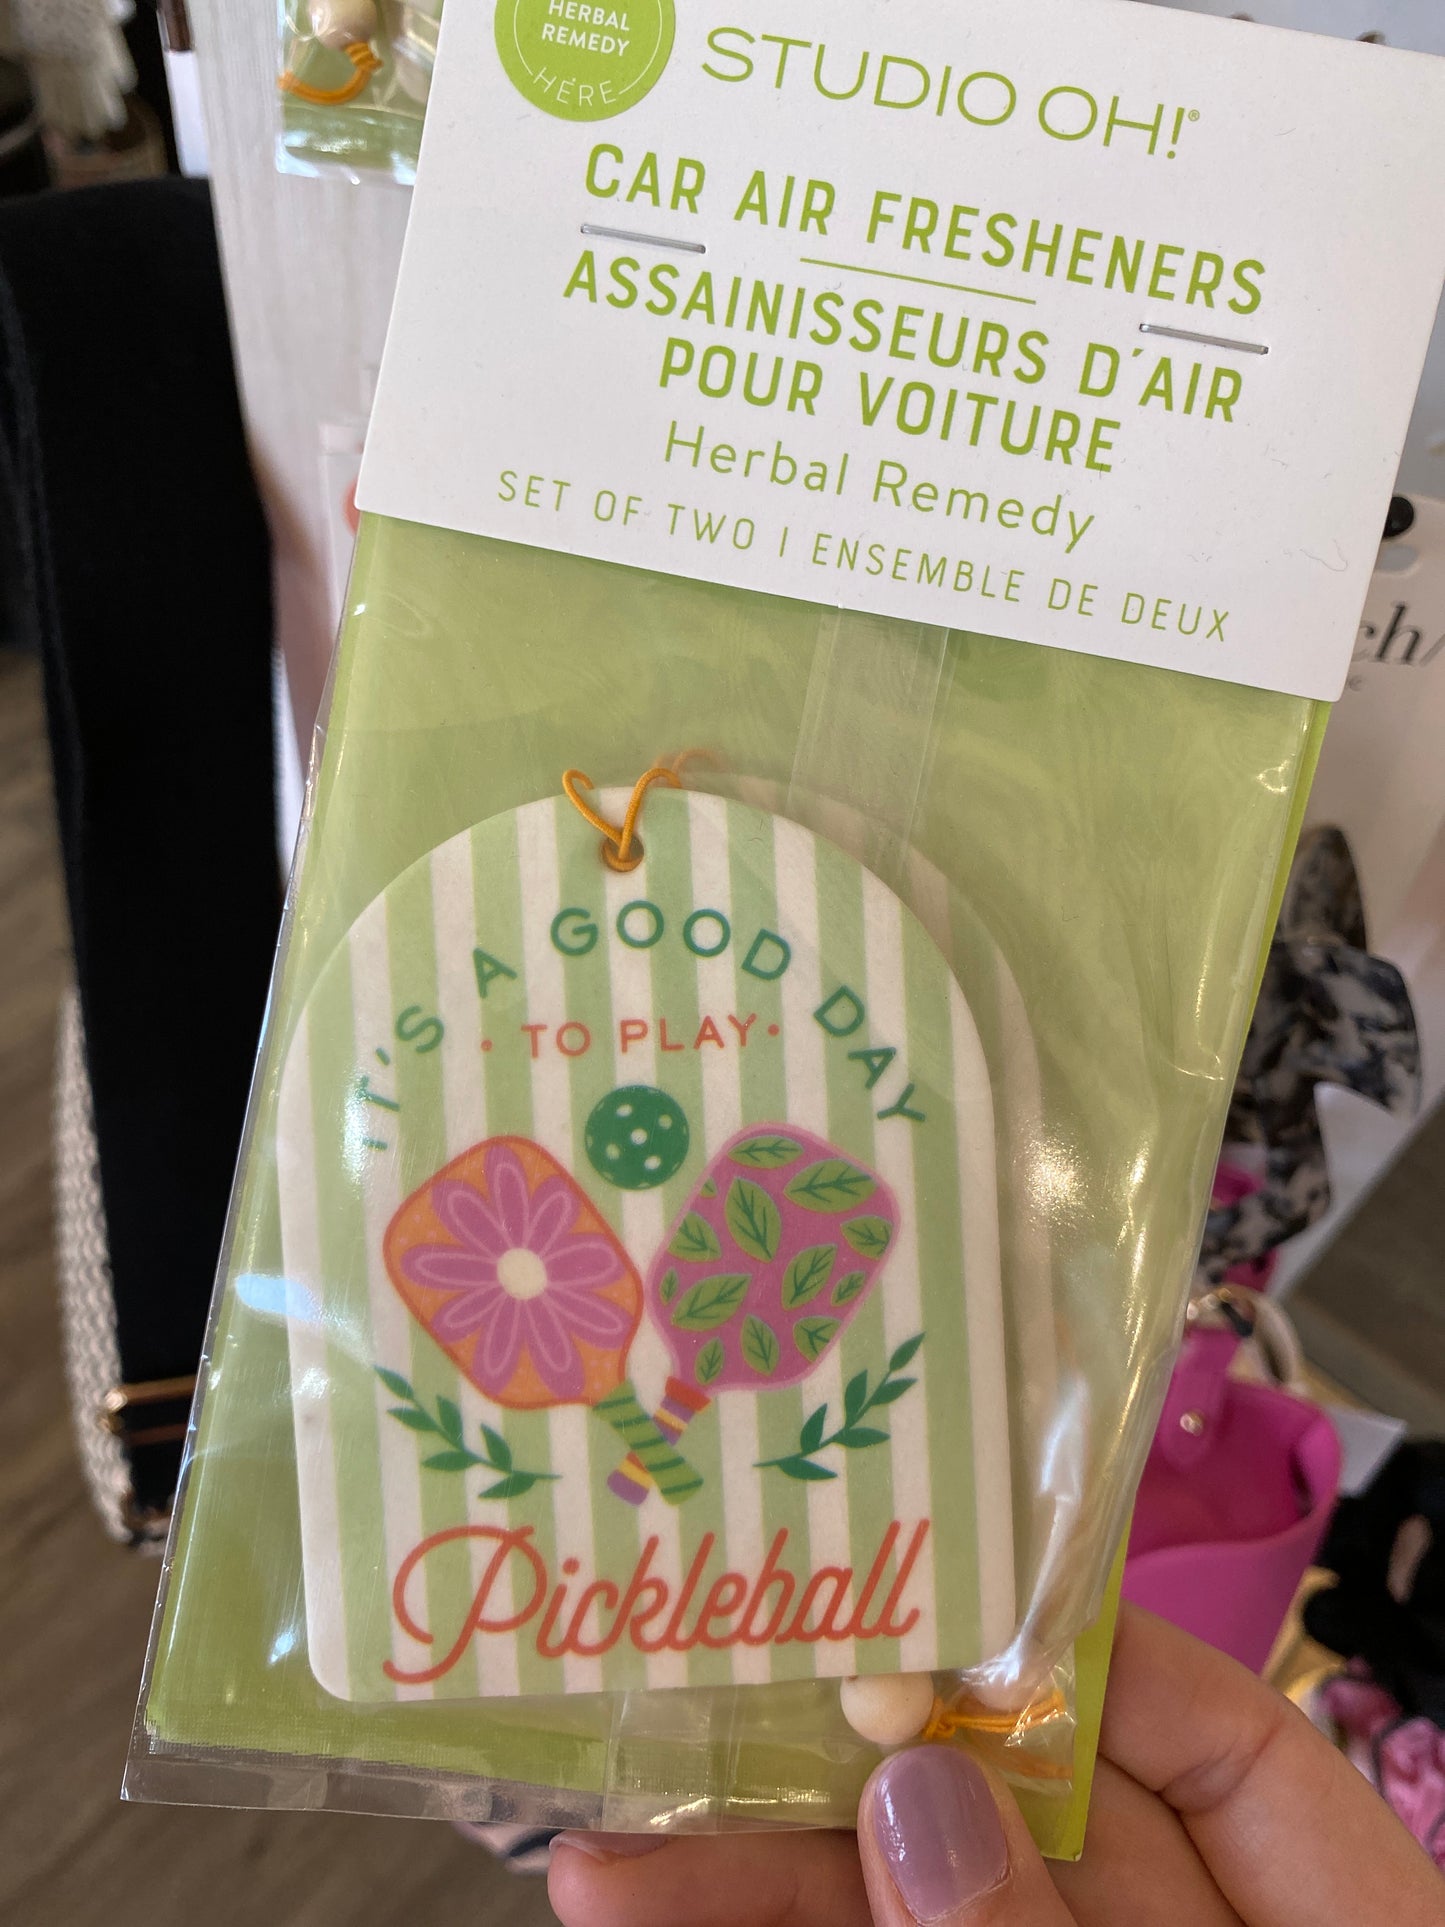 HERBAL
REMEDY
HERE
STUDIO OH!®
CAR AIR FRESHENERS
ASSAINISSEURS D'AIR
POUR VOITURE
Herbal Remedy
SET OF TWO | ENSEMBLE DE DEUX
IT'S A GOOD DAY
• TO PLAY •
Pickleball
ch/